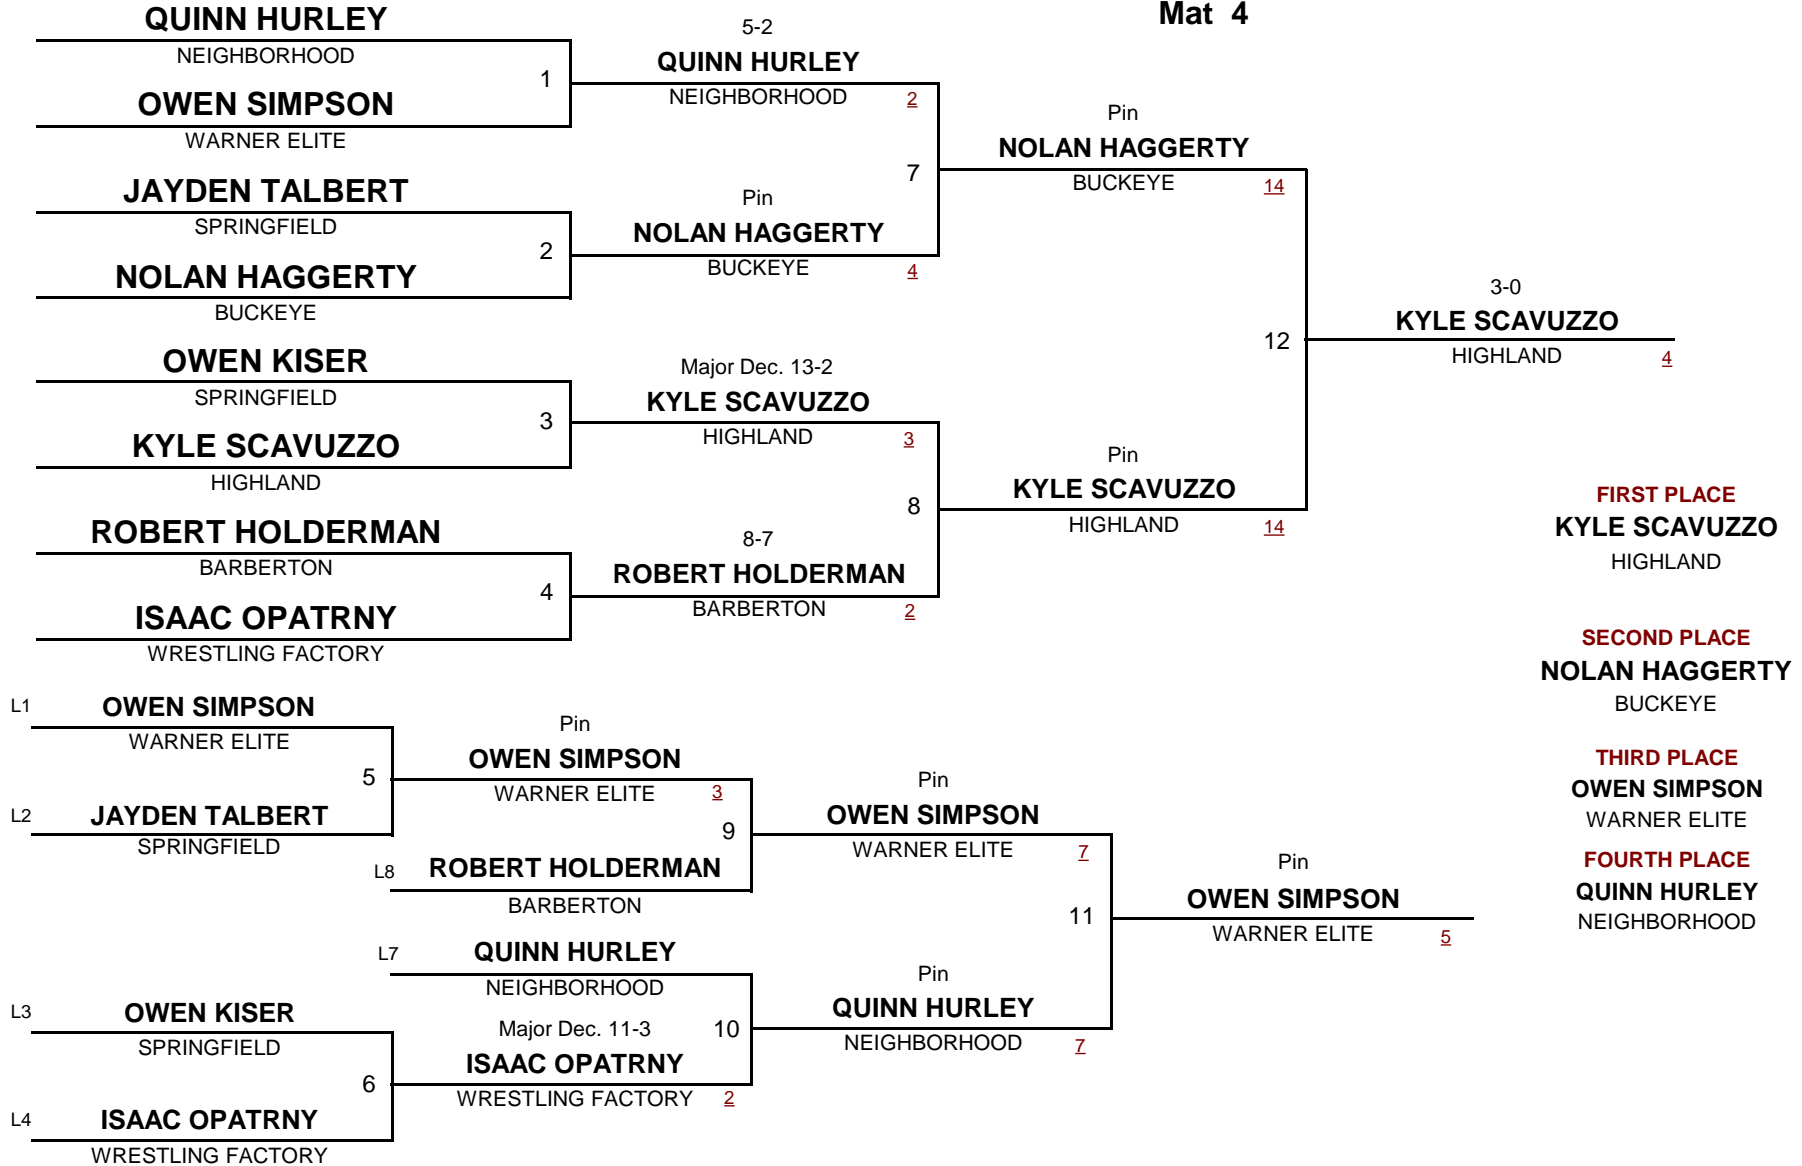 Mat 4
QUINN HURLEY
NEIGHBORHOOD
1
OWEN SIMPSON
WARNER ELITE
JAYDEN TALBERT
SPRINGFIELD
2
NOLAN HAGGERTY
BUCKEYE
OWEN KISER
SPRINGFIELD
3
KYLE SCAVUZZO
HIGHLAND
ROBERT HOLDERMAN
BARBERTON
4
ISAAC OPATRNY
WRESTLING FACTORY
5-2
QUINN HURLEY
NEIGHBORHOOD 2
7
Pin
NOLAN HAGGERTY
BUCKEYE 4
Major Dec. 13-2
KYLE SCAVUZZO
HIGHLAND 3
8
8-7
ROBERT HOLDERMAN
BARBERTON 2
Pin
NOLAN HAGGERTY
BUCKEYE 14
12
Pin
KYLE SCAVUZZO
HIGHLAND 14
3-0
KYLE SCAVUZZO
HIGHLAND 4
FIRST PLACE
KYLE SCAVUZZO
HIGHLAND
SECOND PLACE
NOLAN HAGGERTY
BUCKEYE
THIRD PLACE
OWEN SIMPSON
WARNER ELITE
FOURTH PLACE
QUINN HURLEY
NEIGHBORHOOD
L1 OWEN SIMPSON
WARNER ELITE
5
L2 JAYDEN TALBERT
SPRINGFIELD
L3 OWEN KISER
SPRINGFIELD
6
L4 ISAAC OPATRNY
WRESTLING FACTORY
Pin
OWEN SIMPSON
WARNER ELITE 3
9
L8 ROBERT HOLDERMAN
BARBERTON
L7 QUINN HURLEY
NEIGHBORHOOD
Major Dec. 11-3 10
ISAAC OPATRNY
WRESTLING FACTORY 2
Pin
OWEN SIMPSON
WARNER ELITE 7
11
Pin
QUINN HURLEY
NEIGHBORHOOD 7
Pin
OWEN SIMPSON
WARNER ELITE 5